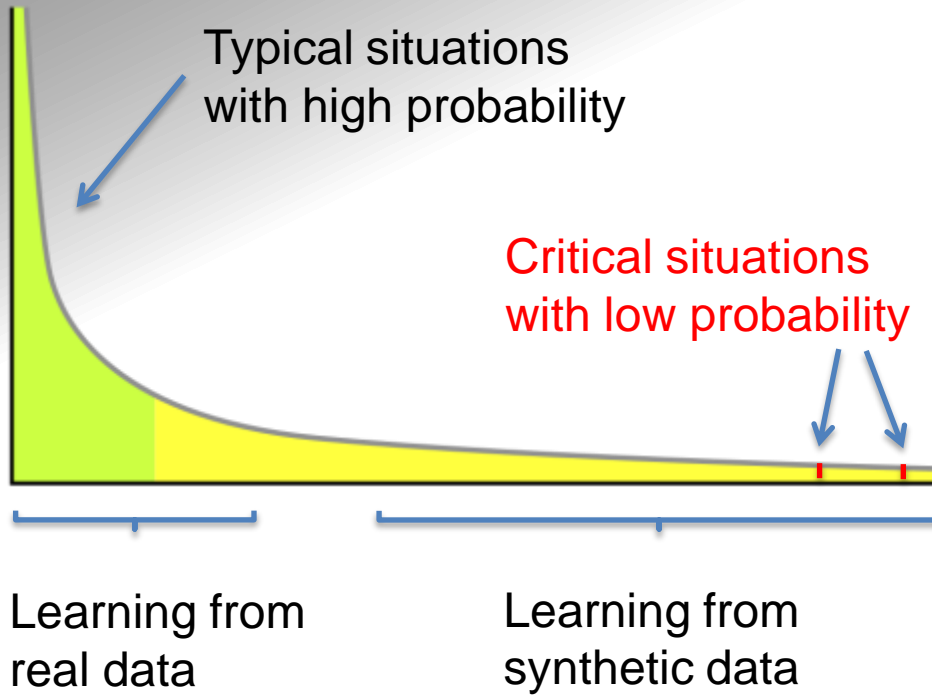 Typical situations
with high probability
Critical situations
with low probability
Learning from
real data
Learning from
synthetic data